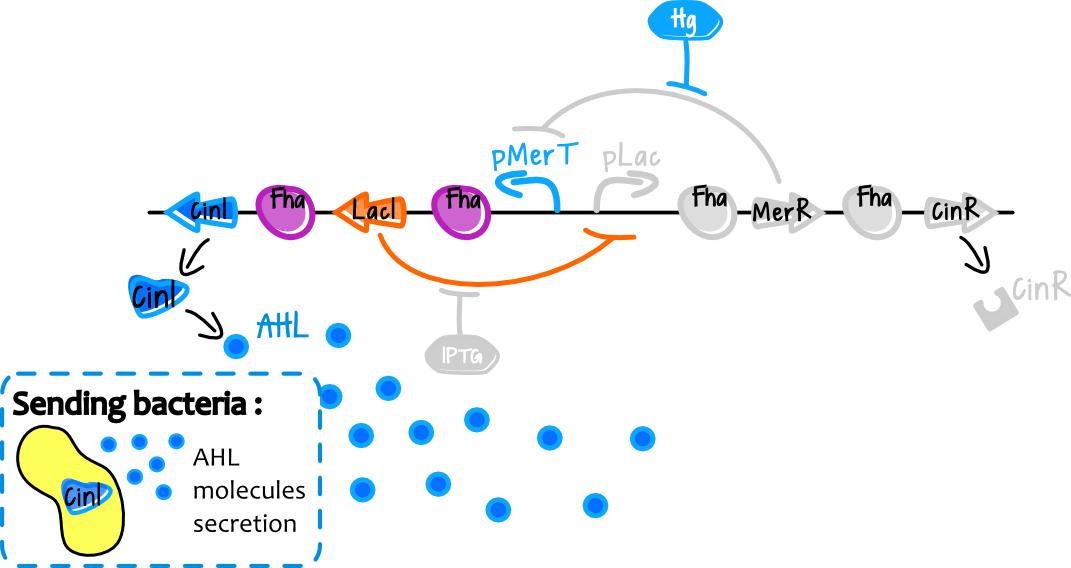 Hg
pMerT
pLac
CinI
Fha
LacI
Fha
Fha
MerR
Fha
CinR
CinI
CinR
AHL
IPTG
Sending bacteria :
CinI
AHL
molecules
secretion